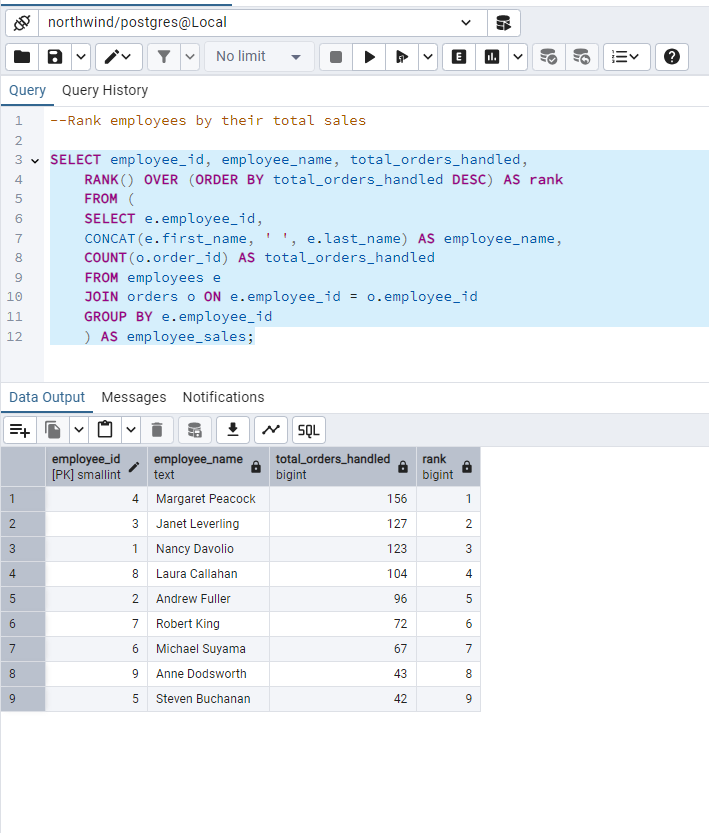 northwind/postgres@Local
No limit
E
Query Query History
1 --Rank employees by their total sales
2
3 SELECT employee_id, employee_name, total_orders_handled,
4 RANK() OVER (ORDER BY total_orders_handled DESC) AS rank
5 FROM (
6 SELECT e.employee_id,
7 CONCAT(e.first_name, ' ', e.last_name) AS employee_name,
8 COUNT(o.order_id) AS total_orders_handled
9 FROM employees e
10 JOIN orders o ON e.employee_id = o.employee_id
11 GROUP BY e.employee_id
12 ) AS employee_sales;
Data Output Messages Notifications
SQL
employee_id employee_name total_orders_handled rank
[PK] smallint text bigint bigint
1 4 Margaret Peacock 156 1
2 3 Janet Leverling 127 2
3 1 Nancy Davolio 123 3
4 8 Laura Callahan 104 4
5 2 Andrew Fuller 96 5
6 7 Robert King 72 6
7 6 Michael Suyama 67 7
8 9 Anne Dodsworth 43 8
9 5 Steven Buchanan 42 9